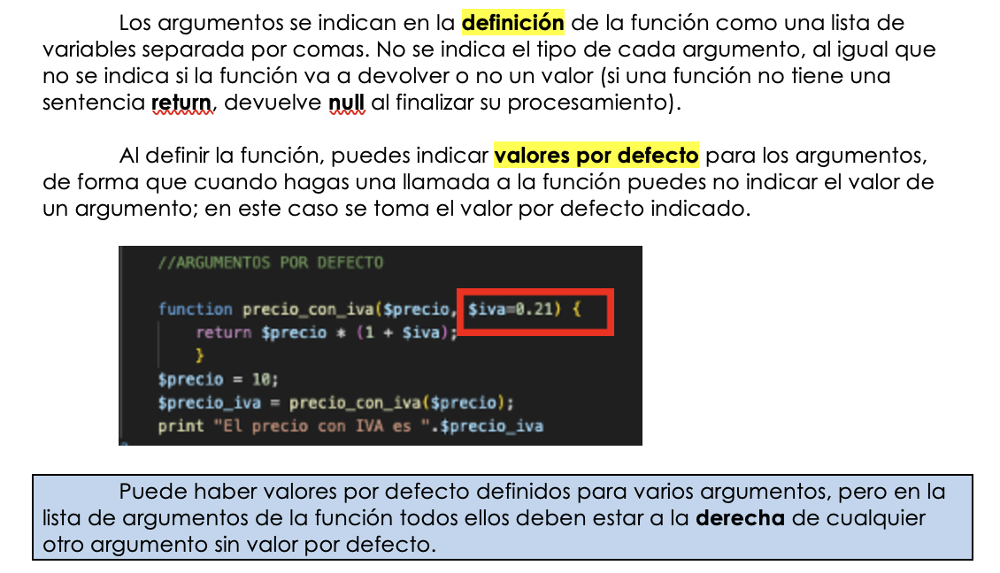 Los argumentos se indican en la definición de la función como una lista de
variables separada por comas. No se indica el tipo de cada argumento, al igual que
no se indica si la función va a devolver o no un valor (si una función no tiene una
sentencia return, devuelve null al finalizar su procesamiento).
Al definir la función, puedes indicar valores por defecto para los argumentos,
de forma que cuando hagas una llamada a la función puedes no indicar el valor de
un argumento; en este caso se toma el valor por defecto indicado.
//ARGUMENTOS POR DEFECTO
function precio_con_iva($precio, $iva=0.21) {
return $precio * (1 + $iva);
}
$precio = 10;
$precio_iva = precio_con_iva($precio);
print "El precio con IVA es ".$precio_iva
Puede haber valores por defecto definidos para varios argumentos, pero en la
lista de argumentos de la función todos ellos deben estar a la derecha de cualquier
otro argumento sin valor por defecto.